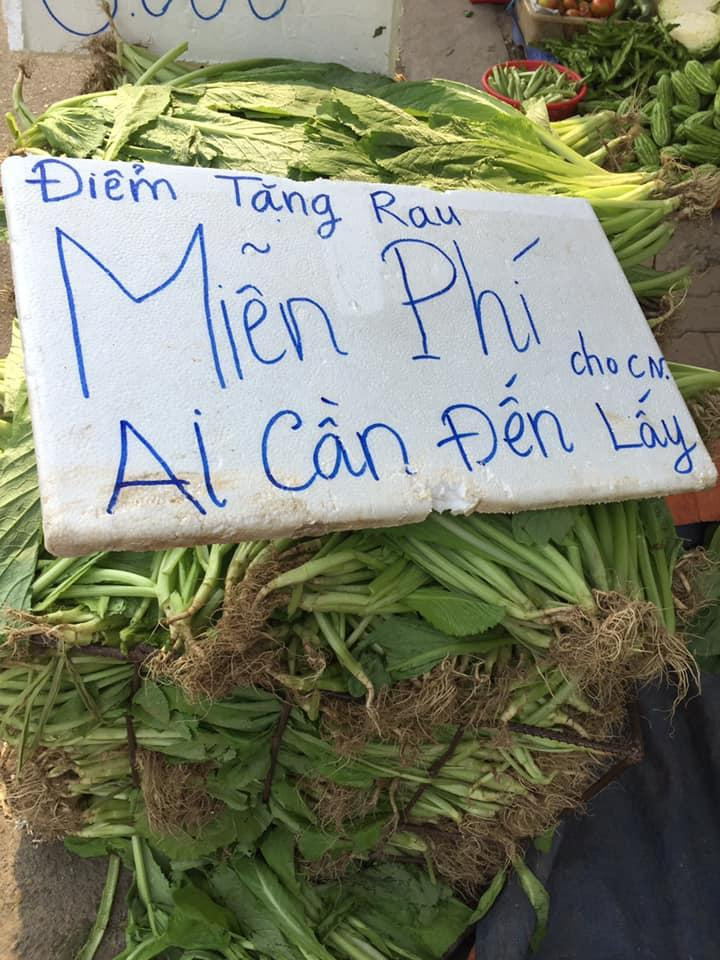 Điểm Tặng Rau
Miễn Phí cho CN.
Ai Cần Đến Lấy